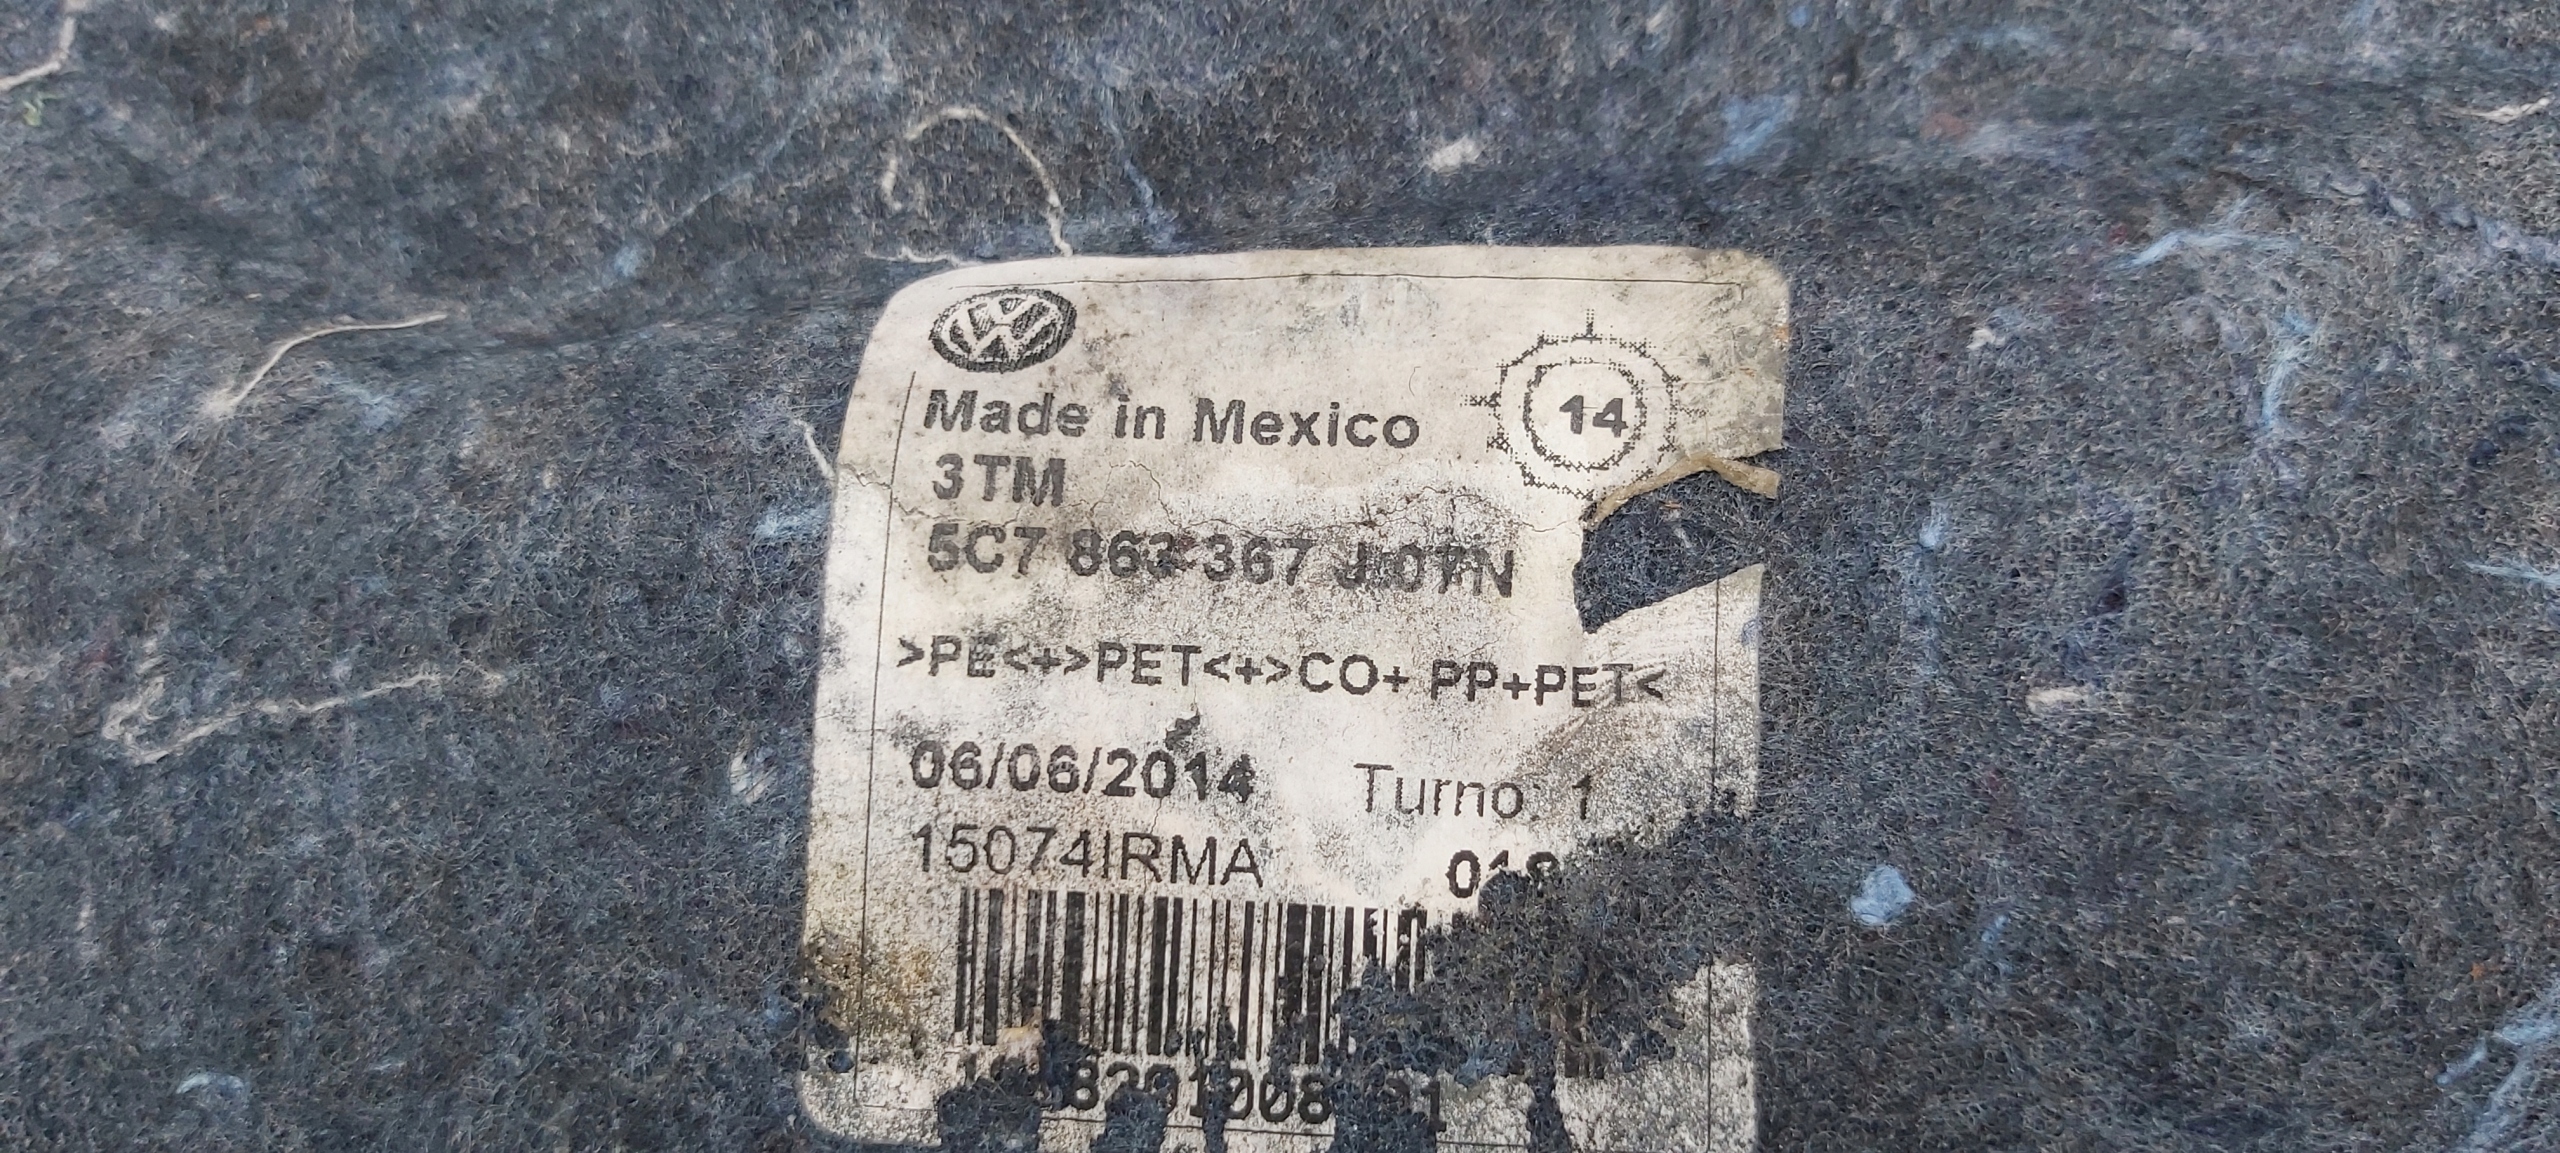 Made in Mexico
14
3TM
5C7 863 367 J 07N
>PE<+>PET<+>CO+ PP+PET<
06/06/2014 Turno: 1
15074IRMA